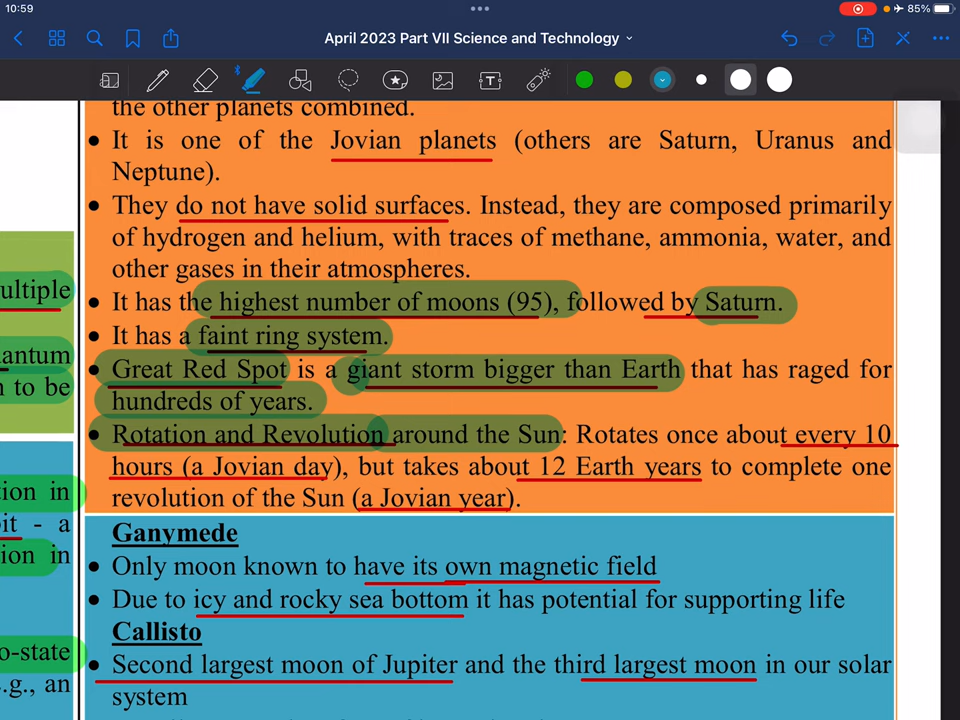 10:59
85%
April 2023 Part VII Science and Technology
the other planets combined.
• It is one of the Jovian planets (others are Saturn, Uranus and
Neptune).
• They do not have solid surfaces. Instead, they are composed primarily
of hydrogen and helium, with traces of methane, ammonia, water, and
other gases in their atmospheres.
• It has the highest number of moons (95), followed by Saturn.
• It has a faint ring system.
• Great Red Spot is a giant storm bigger than Earth that has raged for
hundreds of years.
• Rotation and Revolution around the Sun: Rotates once about every 10
hours (a Jovian day), but takes about 12 Earth years to complete one
revolution of the Sun (a Jovian year).
Ganymede
• Only moon known to have its own magnetic field
• Due to icy and rocky sea bottom it has potential for supporting life
Callisto
• Second largest moon of Jupiter and the third largest moon in our solar
system
ultiple
antum
n to be
tion in
bit - a
ion in
o-state
.g., an